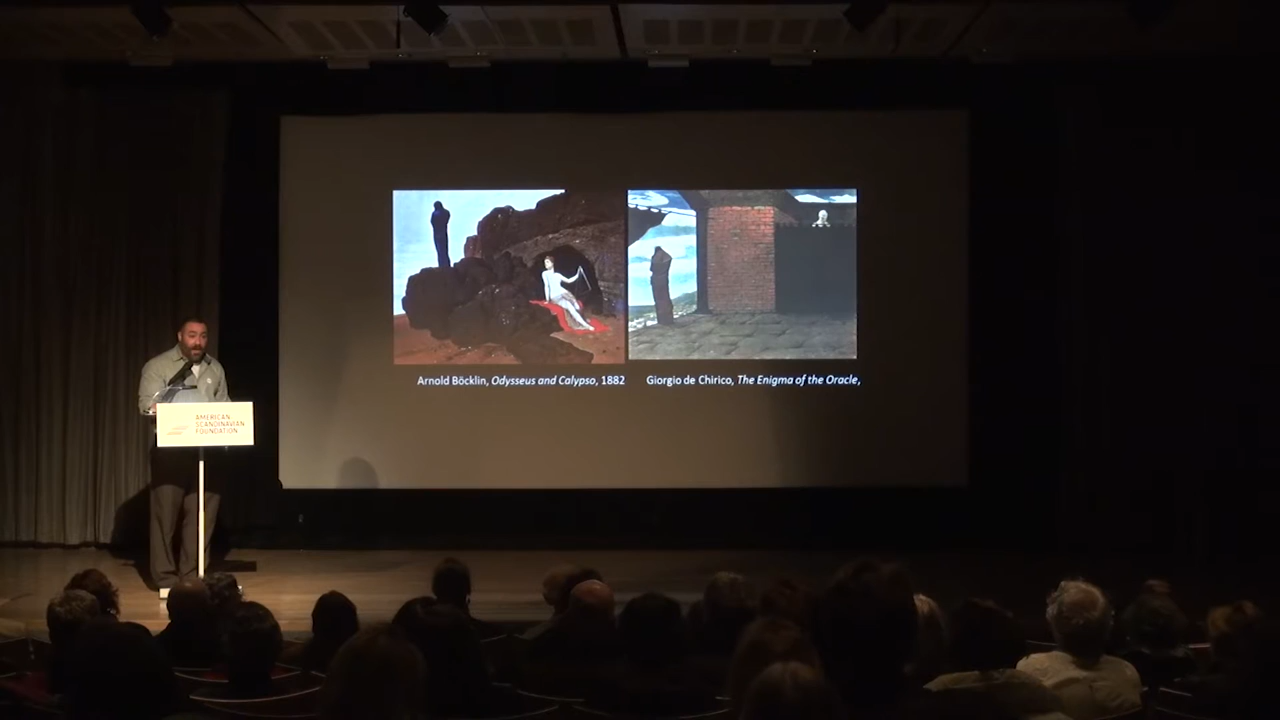 Arnold Böcklin, Odysseus and Calypso, 1882
Giorgio de Chirico, The Enigma of the Oracle,
AMERICAN
SCANDINAVIAN
FOUNDATION